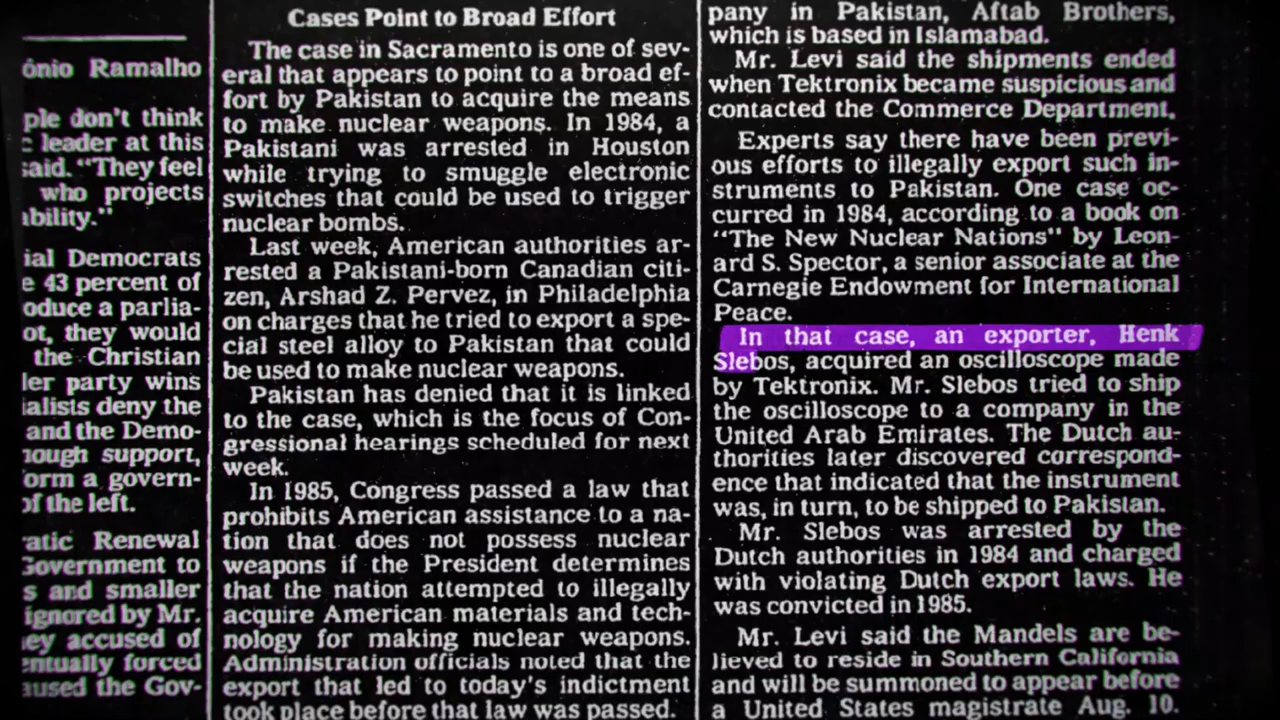 ônio Ramalho
ple don't think
leader at this
said. "They feel
who projects
ability."
ial Democrats
e 43 percent of
oduce a parlia-
ot, they would
the Christian
ler party wins
ialists deny the
and the Demo-
nough support,
orm a govern-
of the left.
atic Renewal
Government to
s and smaller
ignored by Mr.
ey accused of
entually forced
aused the Gov-
Cases Point to Broad Effort
The case in Sacramento is one of sev-
eral that appears to point to a broad ef-
fort by Pakistan to acquire the means
to make nuclear weapons. In 1984, a
Pakistani was arrested in Houston
while trying to smuggle electronic
switches that could be used to trigger
nuclear bombs.
Last week, American authorities ar-
rested a Pakistani-born Canadian citi-
zen, Arshad Z. Pervez, in Philadelphia
on charges that he tried to export a spe-
cial steel alloy to Pakistan that could
be used to make nuclear weapons.
Pakistan has denied that it is linked
to the case, which is the focus of Con-
gressional hearings scheduled for next
week.
In 1985, Congress passed a law that
prohibits American assistance to a na-
tion that does not possess nuclear
weapons if the President determines
that the nation attempted to illegally
acquire American materials and tech-
nology for making nuclear weapons.
Administration officials noted that the
export that led to today's indictment
took place before that law was passed.
pany in Pakistan, Aftab Brothers,
which is based in Islamabad.
Mr. Levi said the shipments ended
when Tektronix became suspicious and
contacted the Commerce Department.
Experts say there have been previ-
ous efforts to illegally export such in-
struments to Pakistan. One case oc-
curred in 1984, according to a book on
"The New Nuclear Nations" by Leon-
ard S. Spector, a senior associate at the
Carnegie Endowment for International
Peace.
In that case, an exporter, Henk
Slebos, acquired an oscilloscope made
by Tektronix. Mr. Slebos tried to ship
the oscilloscope to a company in the
United Arab Emirates. The Dutch au-
thorities later discovered correspond-
ence that indicated that the instrument
was, in turn, to be shipped to Pakistan.
Mr. Slebos was arrested by the
Dutch authorities in 1984 and charged
with violating Dutch export laws. He
was convicted in 1985.
Mr. Levi said the Mandels are be-
lieved to reside in Southern California
and will be summoned to appear before
a United States magistrate Aug. 10.